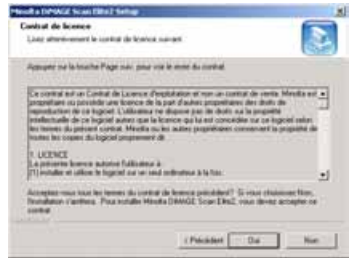 Minolta DiMAGE Scan Elite2 Setup
Contrat de licence
Lisez attentivement le contrat de licence suivant.
Appuyez sur la touche Page suiv. pour voir le reste du contrat.
Ce contrat est un Contrat de Licence d'exploitation et non un contrat de vente. Minolta est
propriétaire ou possède une licence de la part d'autres propriétaires des droits de
reproduction de ce logiciel. L'utilisateur ne dispose pas de droits sur la propriété
intellectuelle de ce logiciel autres que la licence qui lui est concédée sur ce logiciel selon
les termes du présent contrat. Minolta ou les autres propriétaires conservent la propriété de
toutes les copies du logiciel proprement dit.
1. LICENCE
La présente licence autorise l'utilisateur à :
(1) installer et utiliser le logiciel sur un seul ordinateur à la fois.
Acceptez-vous tous les termes du contrat de licence précédent? Si vous choisissez Non,
l'installation s'arrêtera. Pour installer Minolta DiMAGE Scan Elite2, vous devez accepter ce
contrat.
< Précédent
Oui
Non